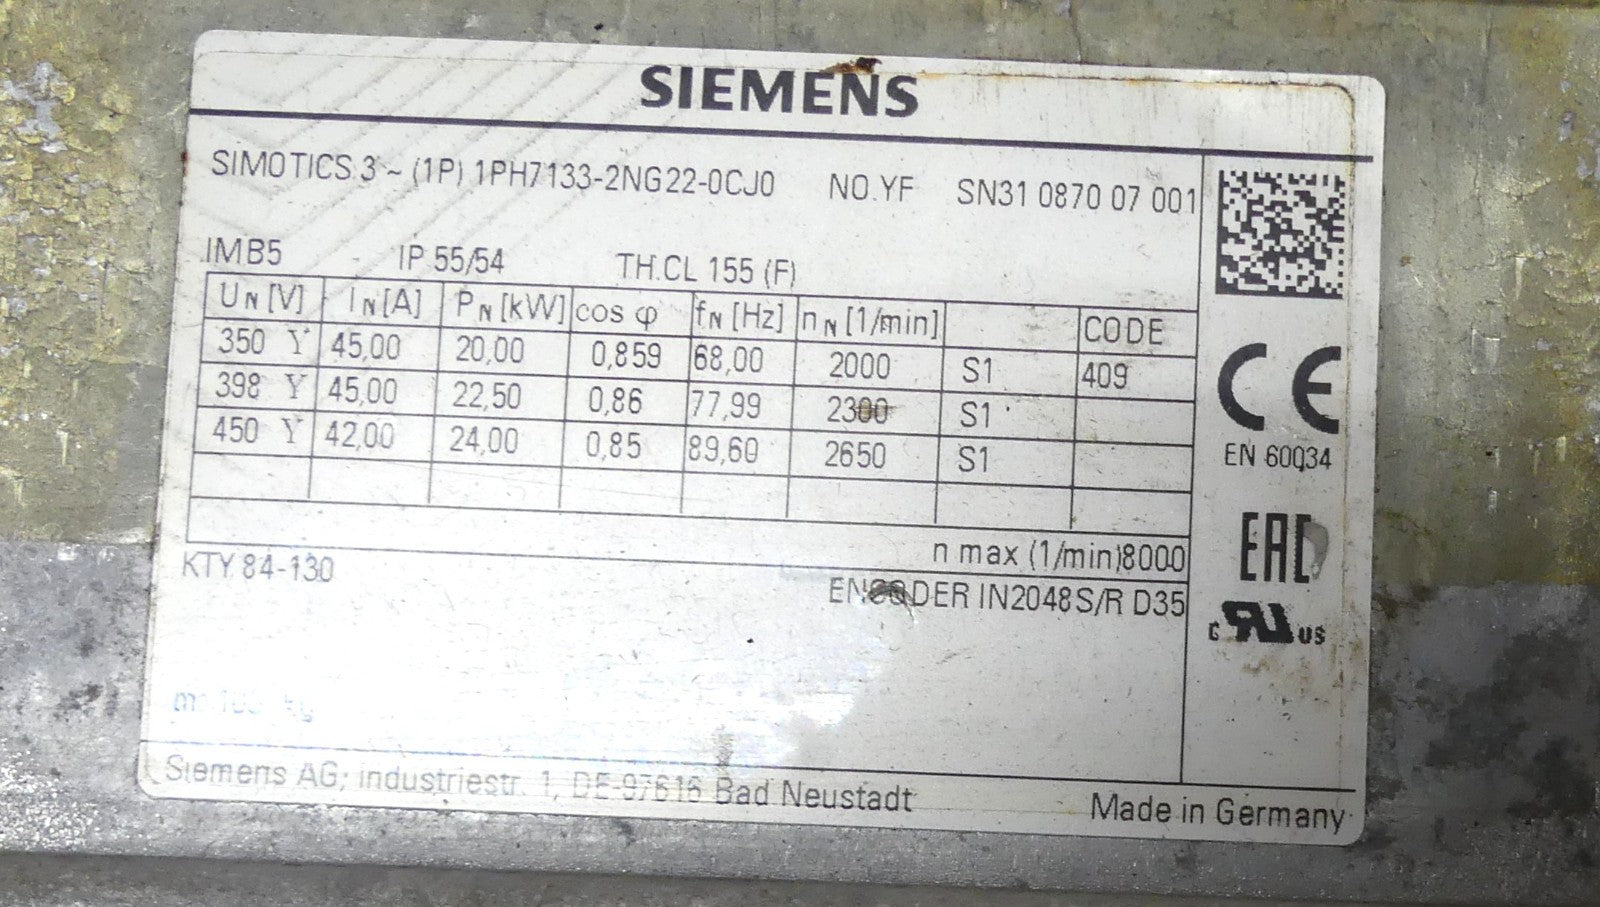 SIEMENS
SIMOTICS 3 ~ (1P) 1PH7133-2NG22-0CJ0 NO.YF SN31 0870 07 001
IMB5 IP 55/54 TH.CL 155 (F)
UN [V] IN [A] PN [kW] cos φ fN [Hz] nN [1/min] CODE
350 Y 45,00 20,00 0,859 68,00 2000 S1 409
398 Y 45,00 22,50 0,86 77,99 2300 S1
450 Y 42,00 24,00 0,85 89,60 2650 S1
n max (1/min) 8000
KTY 84-130
ENCODER IN2048S/R D35
CE
EN 60034
EAC
c RU us
kg
Siemens AG, Industriestr. 1, DE-97616 Bad Neustadt
Made in Germany